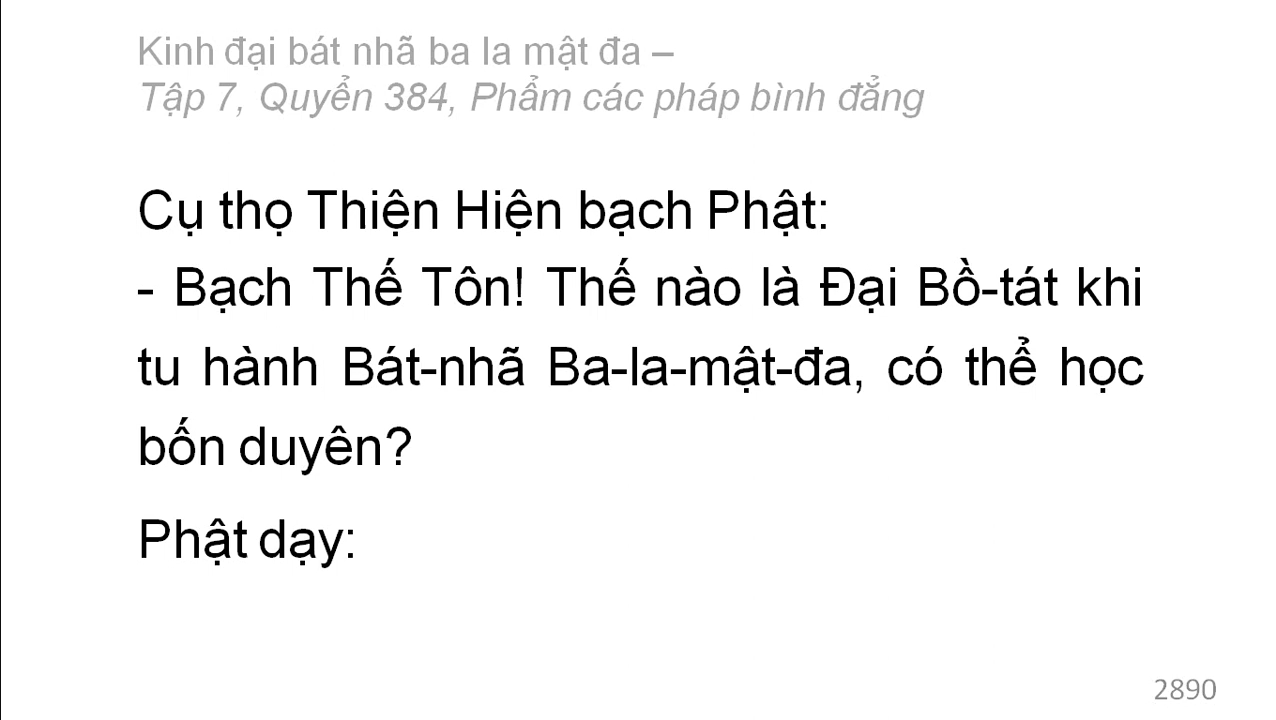 Kinh đại bát nhã ba la mật đa –
Tập 7, Quyển 384, Phẩm các pháp bình đẳng
Cụ thọ Thiện Hiện bạch Phật:
- Bạch Thế Tôn! Thế nào là Đại Bồ-tát khi
tu hành Bát-nhã Ba-la-mật-đa, có thể học
bốn duyên?
Phật dạy:
2890